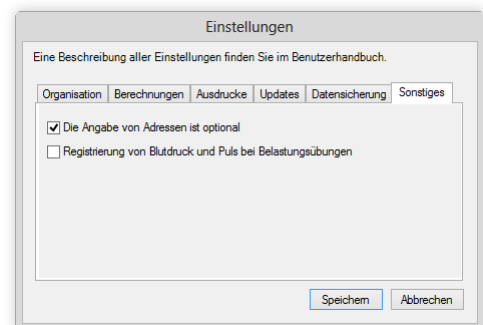 Einstellungen
Eine Beschreibung aller Einstellungen finden Sie im Benutzerhandbuch.
Organisation Berechnungen Ausdrucke Updates Datensicherung Sonstiges
Die Angabe von Adressen ist optional
Registrierung von Blutdruck und Puls bei Belastungsübungen
Speichern Abbrechen